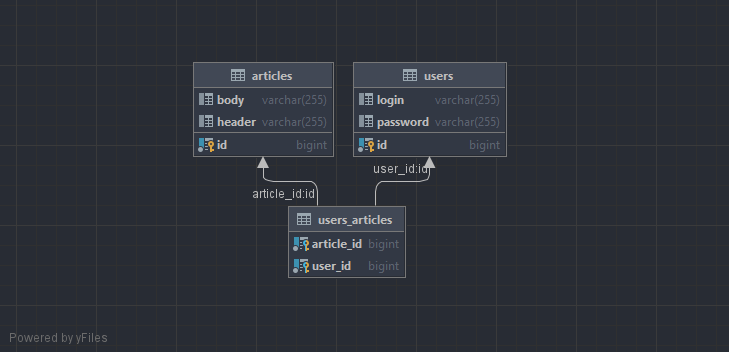 articles
body varchar(255)
header varchar(255)
id bigint
users
login varchar(255)
password varchar(255)
id bigint
article_id:id
user_id:id
users_articles
article_id bigint
user_id bigint
Powered by yFiles